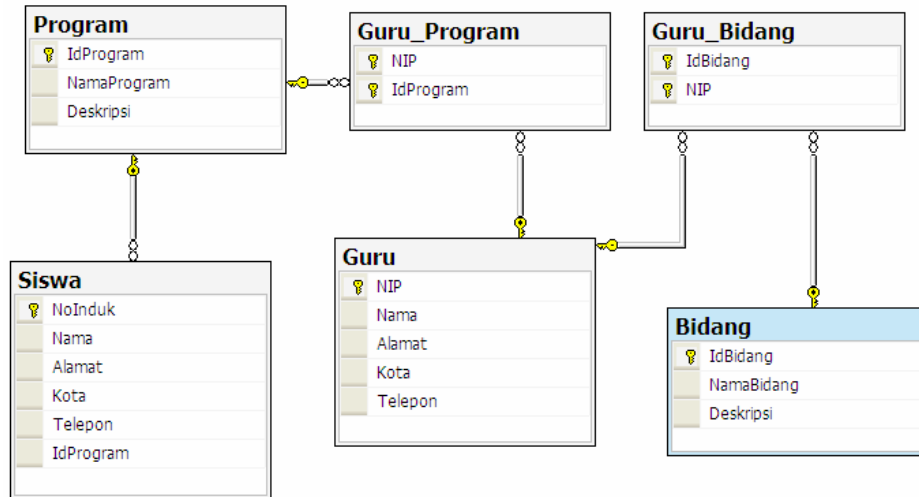 Program
IdProgram
NamaProgram
Deskripsi
Guru_Program
NIP
IdProgram
Guru_Bidang
IdBidang
NIP
Siswa
NoInduk
Nama
Alamat
Kota
Telepon
IdProgram
Guru
NIP
Nama
Alamat
Kota
Telepon
Bidang
IdBidang
NamaBidang
Deskripsi